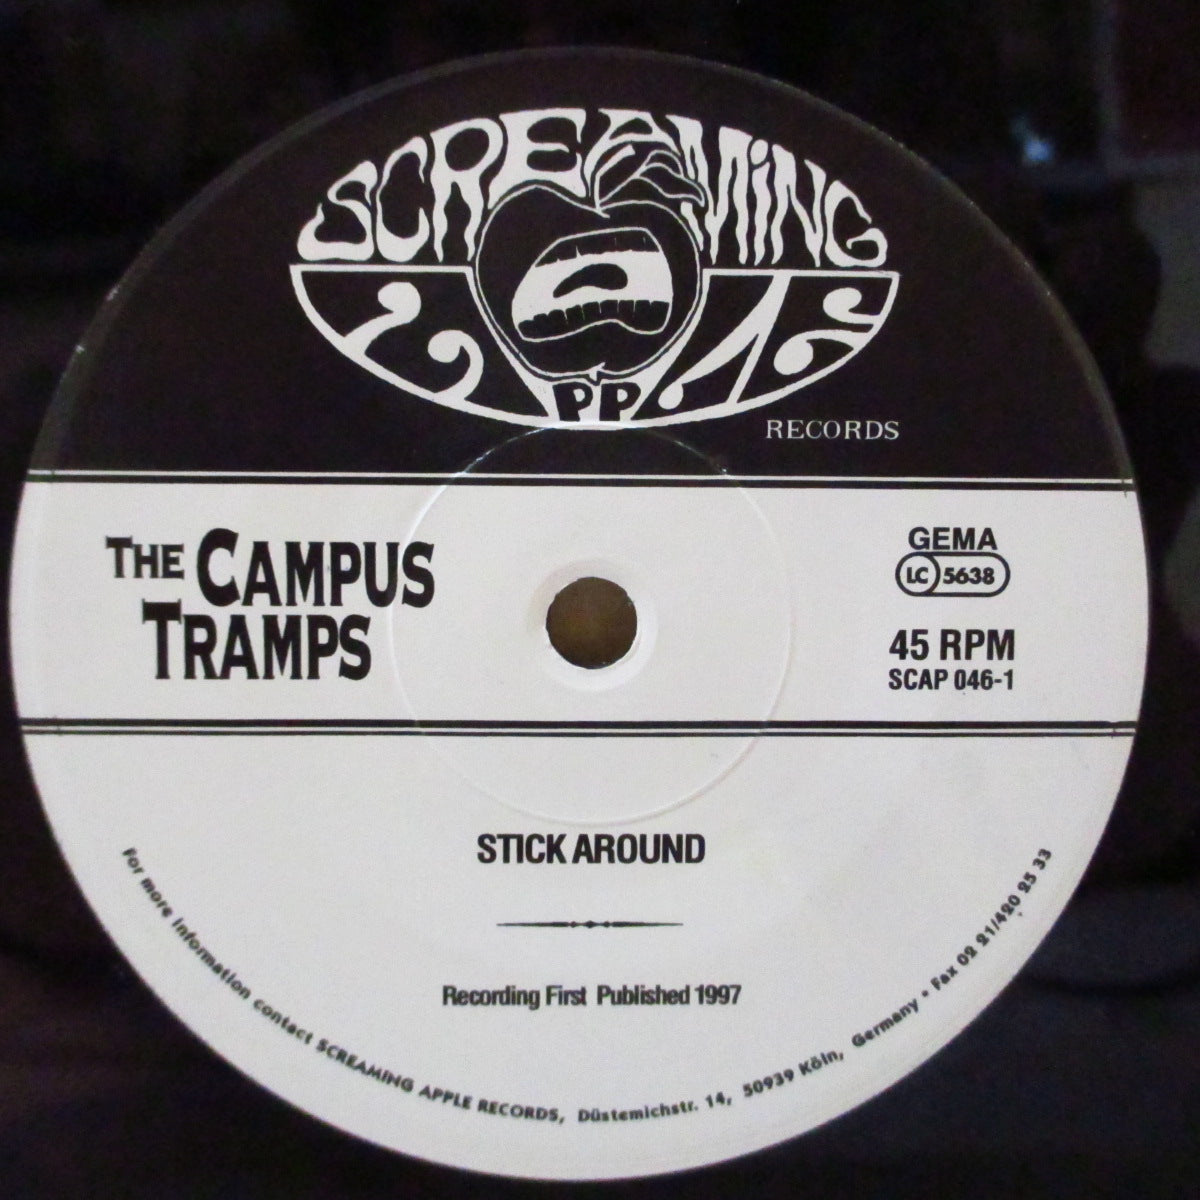 SCREAMING
APPLE
RECORDS
THE CAMPUS
TRAMPS
GEMA
LC 5638
45 RPM
SCAP 046-1
STICK AROUND
Recording First Published 1997
For more information contact SCREAMING APPLE RECORDS, Düstemichstr. 14, 50939 Köln, Germany • Fax 02 21/420 25 33